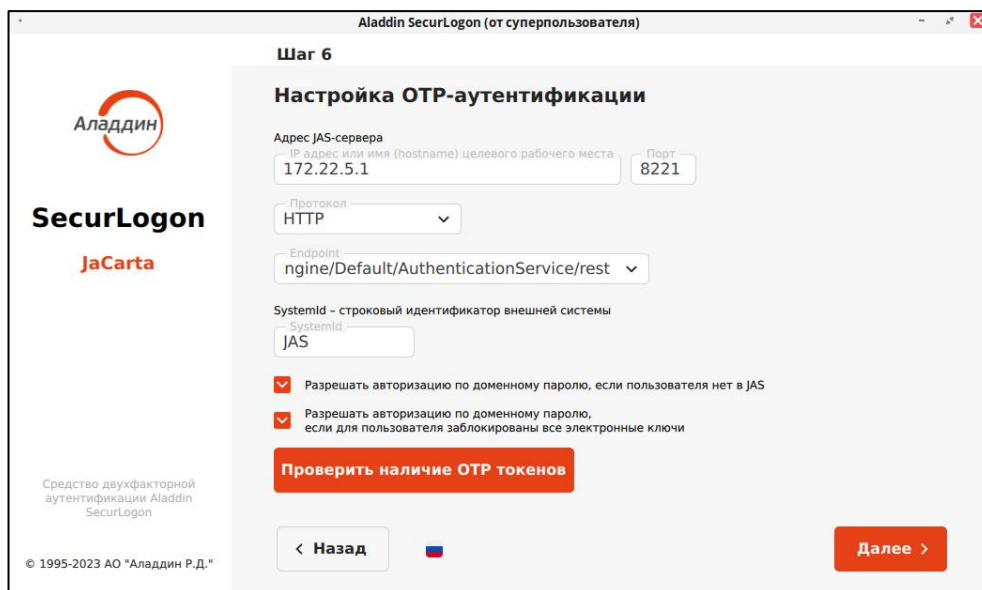 Aladdin SecurLogon (от суперпользователя)
Шаг 6
Аладдин
SecurLogon
JaCarta
Средство двухфакторной
аутентификации Aladdin
SecurLogon
© 1995-2023 АО "Аладдин Р.Д."
Настройка OTP-аутентификации
Адрес JAS-сервера
IP адрес или имя (hostname) целевого рабочего места
172.22.5.1
Порт
8221
Протокол
HTTP
Endpoint
ngine/Default/AuthenticationService/rest
SystemId – строковый идентификатор внешней системы
SystemId
JAS
Разрешать авторизацию по доменному паролю, если пользователя нет в JAS
Разрешать авторизацию по доменному паролю,
если для пользователя заблокированы все электронные ключи
Проверить наличие OTP токенов
Назад
Далее